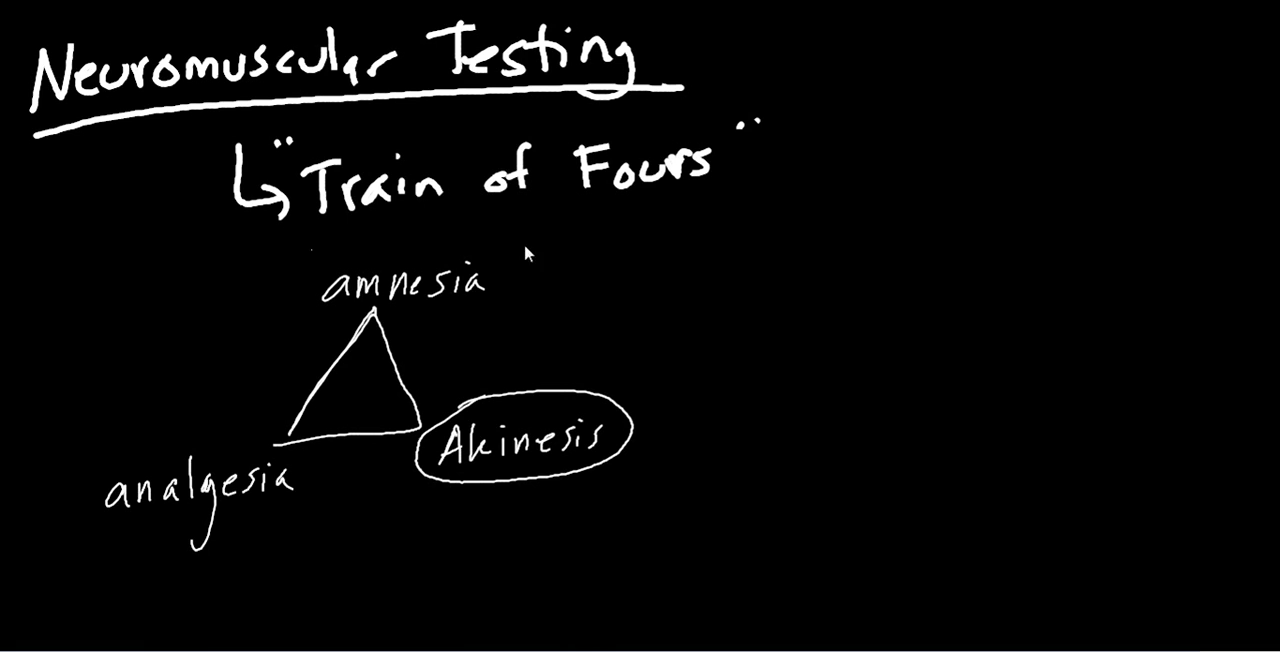 Neuromuscular Testing
"Train of Fours"
amnesia
Akinesis
analgesia